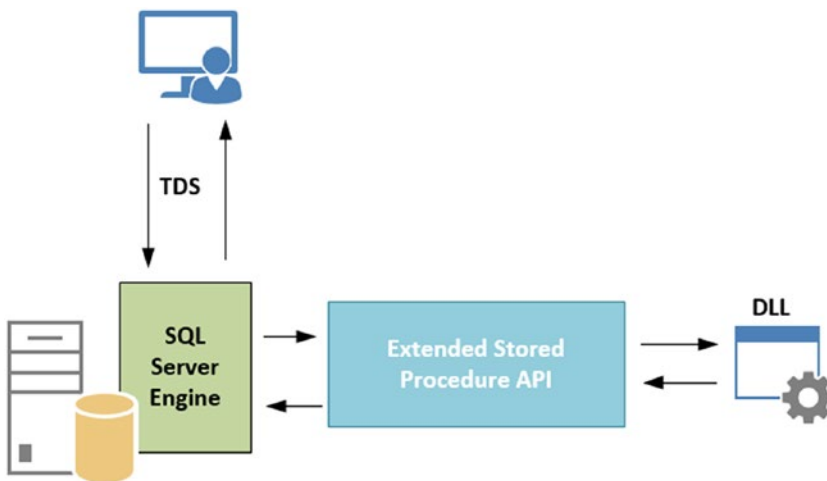 TDS
SQL
Server
Engine
Extended Stored
Procedure API
DLL